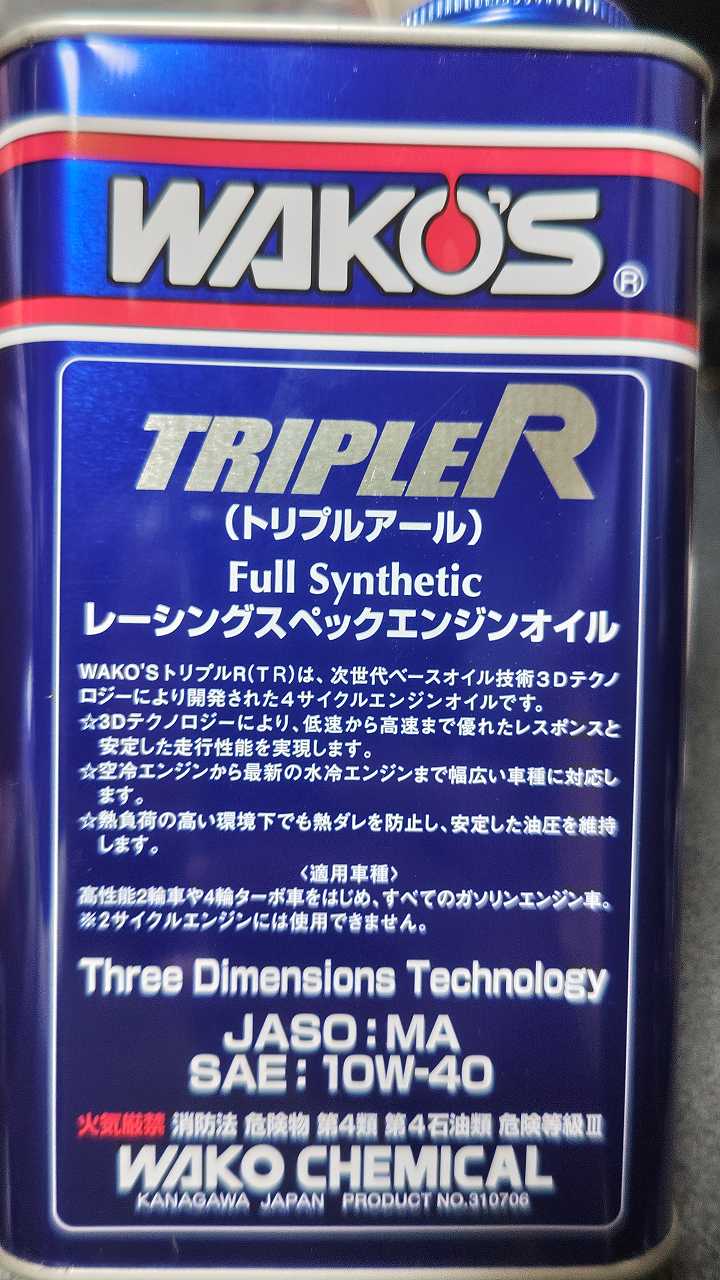 WAKO'S®
TRIPLE R
（トリプルアール）
Full Synthetic
レーシングスペックエンジンオイル
WAKO'SトリプルR(TR)は、次世代ベースオイル技術3Dテクノ
ロジーにより開発された4サイクルエンジンオイルです。
☆3Dテクノロジーにより、低速から高速まで優れたレスポンスと
安定した走行性能を実現します。
☆空冷エンジンから最新の水冷エンジンまで幅広い車種に対応し
ます。
☆熱負荷の高い環境下でも熱ダレを防止し、安定した油圧を維持
します。
〈適用車種〉
高性能2輪車や4輪ターボ車をはじめ、すべてのガソリンエンジン車。
※2サイクルエンジンには使用できません。
Three Dimensions Technology
JASO：MA
SAE：10W-40
火気厳禁 消防法 危険物 第4類 第4石油類 危険等級Ⅲ
WAKO CHEMICAL
KANAGAWA JAPAN PRODUCT NO.310706